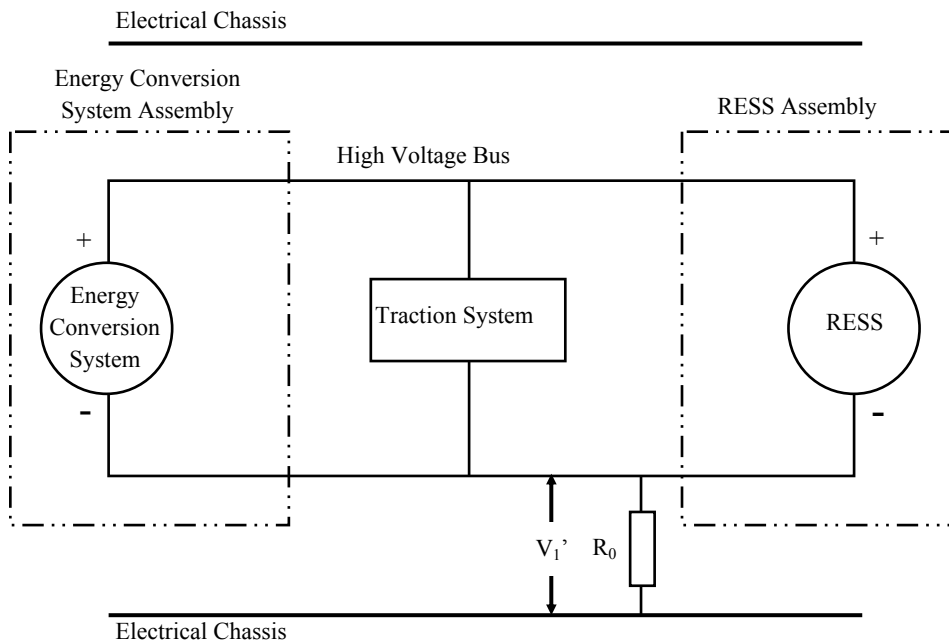 Electrical Chassis
Energy Conversion
System Assembly
RESS Assembly
High Voltage Bus
+
+
Energy
Conversion
System
Traction System
RESS
-
-
V₁’
R₀
Electrical Chassis